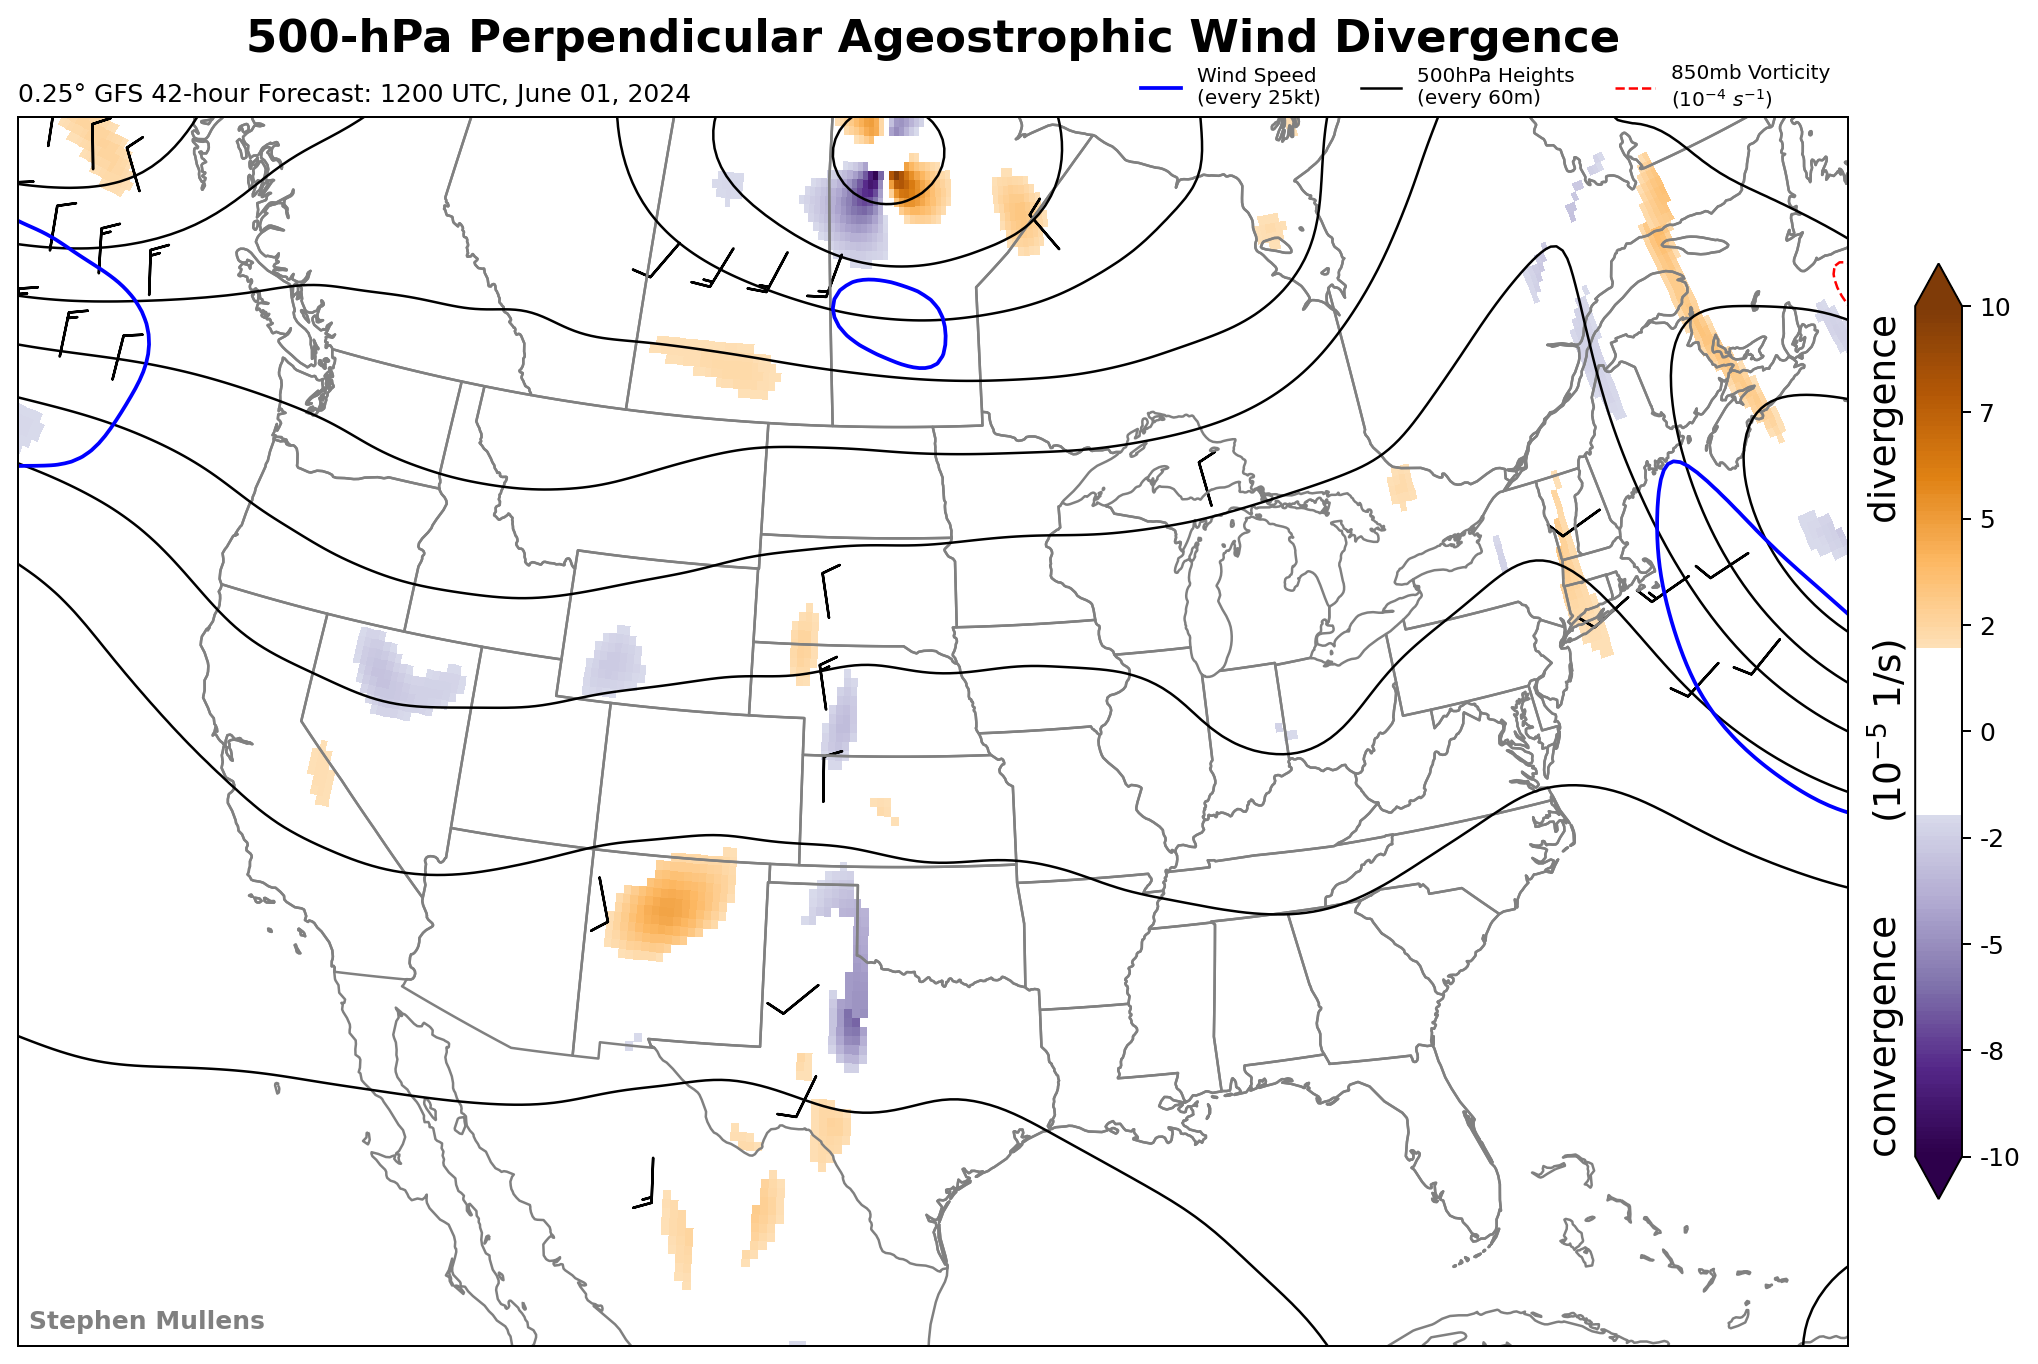 500-hPa Perpendicular Ageostrophic Wind Divergence
0.25° GFS 42-hour Forecast: 1200 UTC, June 01, 2024
Wind Speed
(every 25kt)
500hPa Heights
(every 60m)
850mb Vorticity
(10⁻⁴ s⁻¹)
10
7
5
2
0
-2
-5
-8
-10
convergence (10⁻⁵ 1/s) divergence
Stephen Mullens